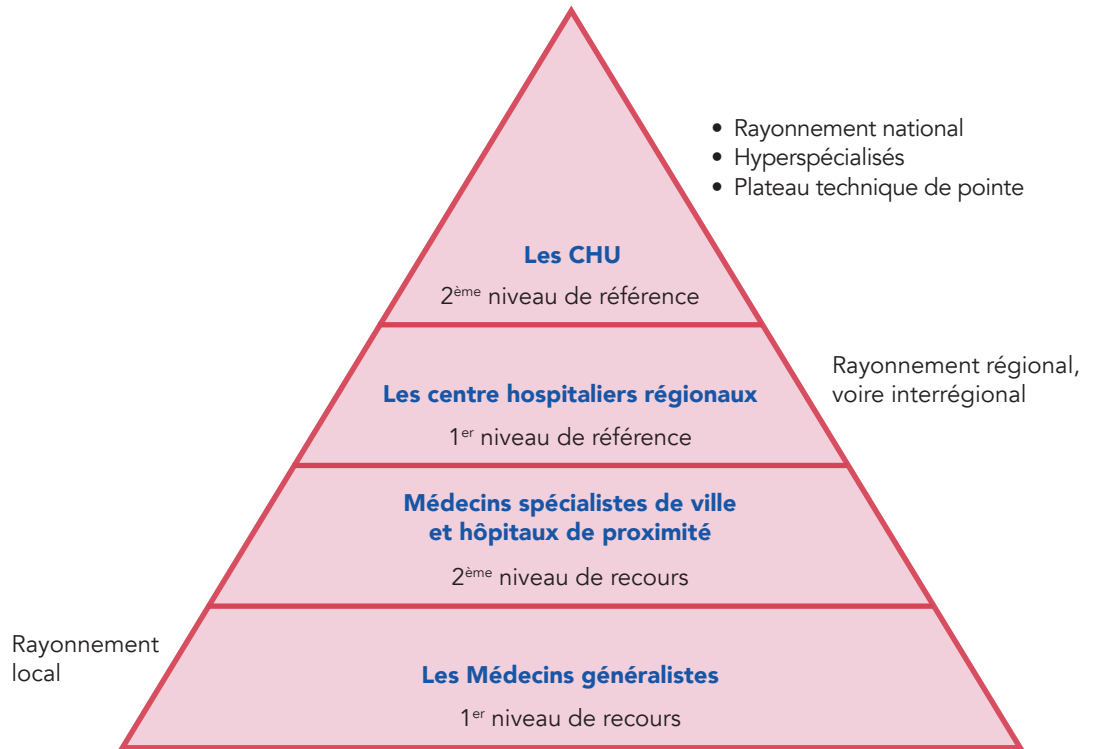 • Rayonnement national
• Hyperspécialisés
• Plateau technique de pointe
Les CHU
2ème niveau de référence
Rayonnement régional,
voire interrégional
Les centre hospitaliers régionaux
1er niveau de référence
Médecins spécialistes de ville
et hôpitaux de proximité
2ème niveau de recours
Rayonnement
local
Les Médecins généralistes
1er niveau de recours